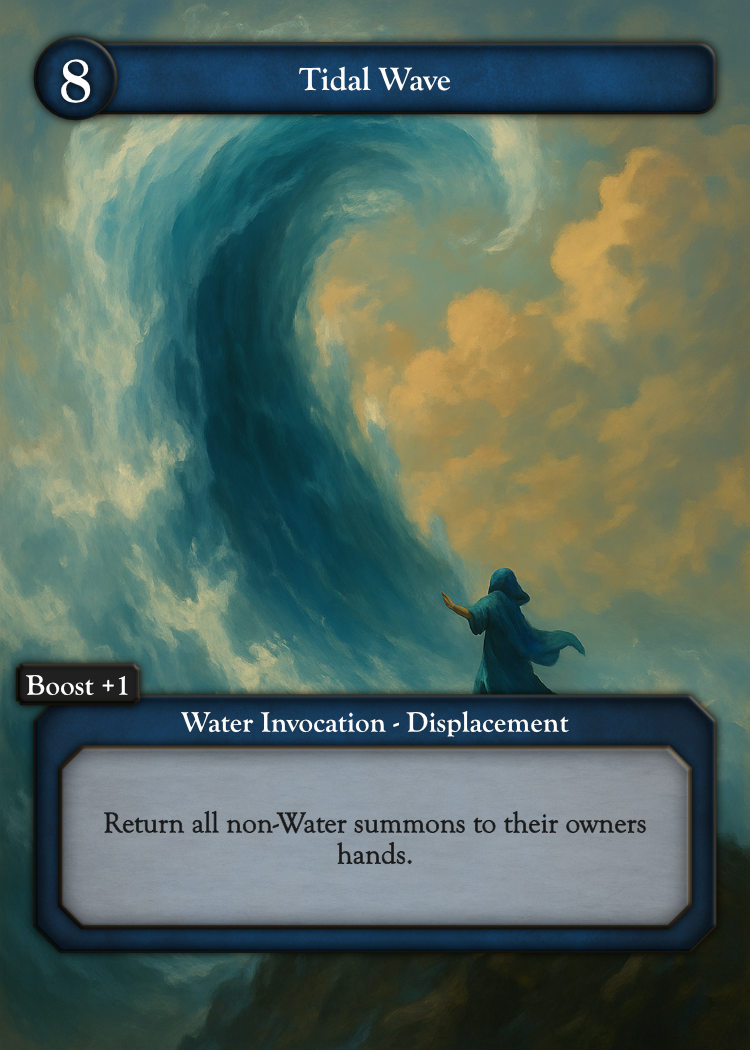 8
Tidal Wave
Boost +1
Water Invocation - Displacement
Return all non-Water summons to their owners
hands.